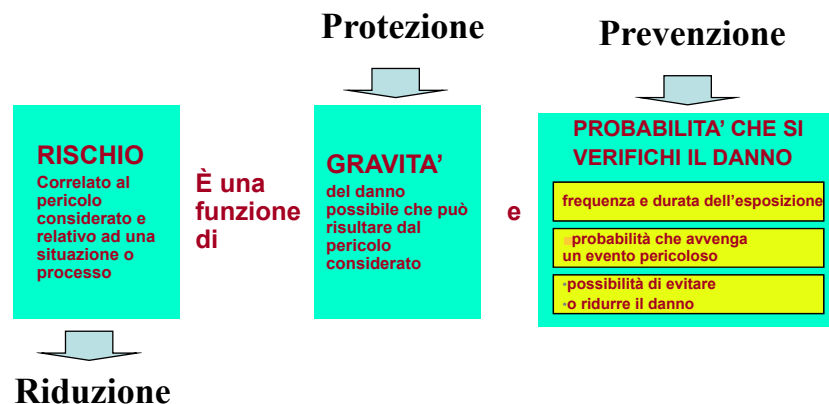 Protezione
Prevenzione
RISCHIO
Correlato al
pericolo
considerato e
relativo ad una
situazione o
processo
È una
funzione
di
GRAVITA’
del danno
possibile che può
risultare dal
pericolo
considerato
e
PROBABILITA’ CHE SI
VERIFICHI IL DANNO
frequenza e durata dell’esposizione
probabilità che avvenga
un evento pericoloso
•possibilità di evitare
•o ridurre il danno
Riduzione